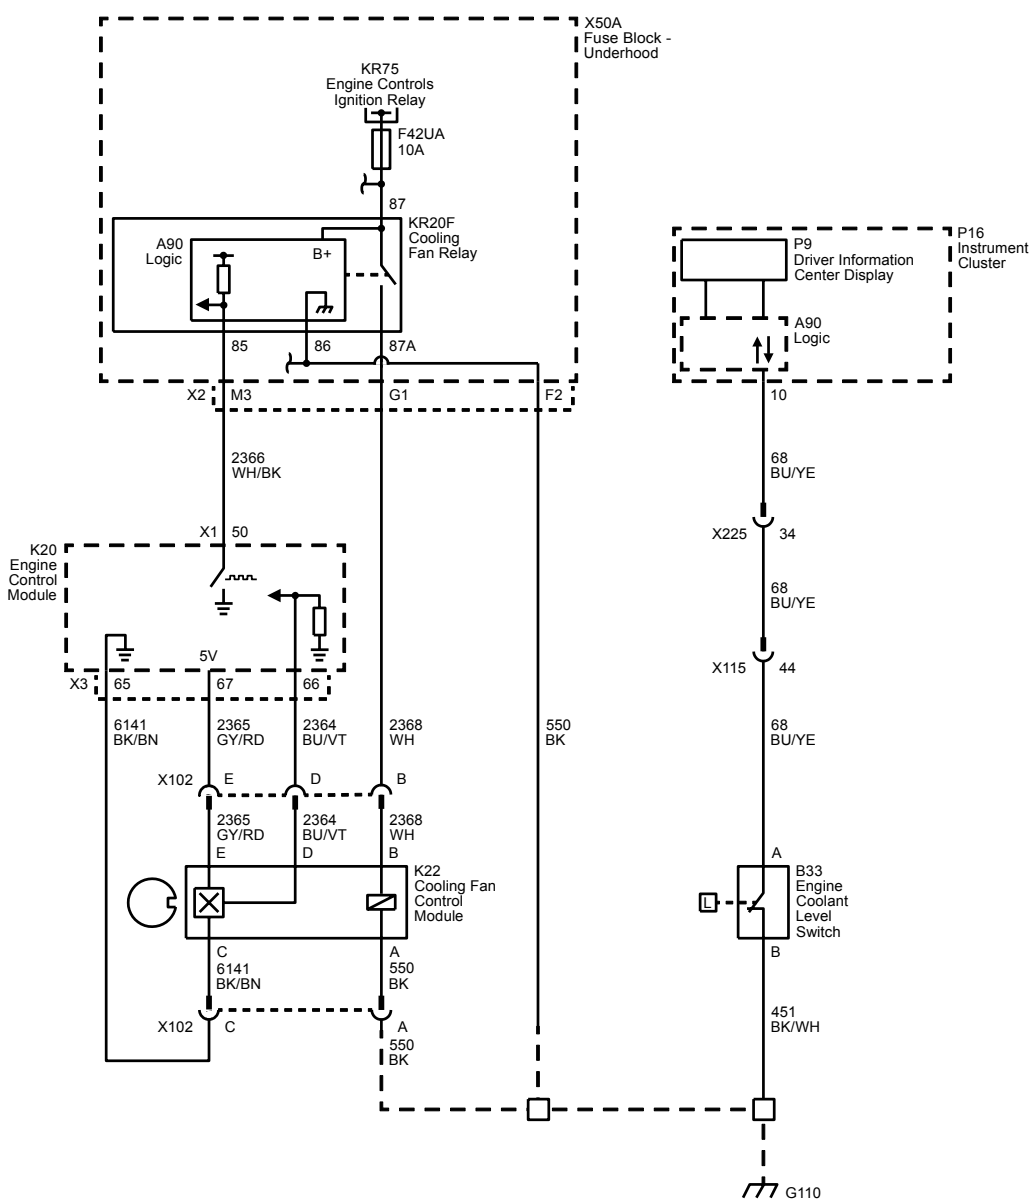 X50A
Fuse Block -
Underhood
KR75
Engine Controls
Ignition Relay
F42UA
10A
87
KR20F
Cooling
Fan Relay
A90
Logic
B+
85
86
87A
X2
M3
G1
F2
P16
Instrument
Cluster
P9
Driver Information
Center Display
A90
Logic
10
2366
WH/BK
68
BU/YE
X1
50
X225
34
K20
Engine
Control
Module
68
BU/YE
5V
X115
44
X3
65
67
66
6141
BK/BN
2365
GY/RD
2364
BU/VT
2368
WH
550
BK
68
BU/YE
X102
E
D
B
2365
GY/RD
2364
BU/VT
2368
WH
E
D
B
A
K22
Cooling Fan
Control
Module
B33
Engine
Coolant
Level
Switch
L
C
A
B
6141
BK/BN
550
BK
451
BK/WH
X102
C
A
550
BK
G110